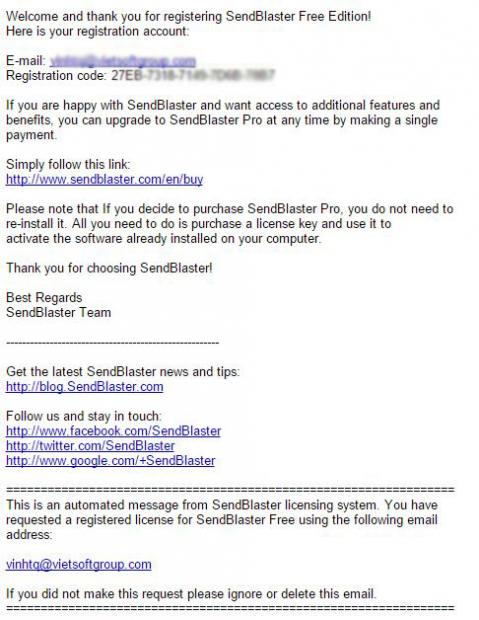 Welcome and thank you for registering SendBlaster Free Edition!
Here is your registration account:
E-mail:
Registration code: 27EB
If you are happy with SendBlaster and want access to additional features and
benefits, you can upgrade to SendBlaster Pro at any time by making a single
payment.
Simply follow this link:
http://www.sendblaster.com/en/buy
Please note that If you decide to purchase SendBlaster Pro, you do not need to
re-install it. All you need to do is purchase a license key and use it to
activate the software already installed on your computer.
Thank you for choosing SendBlaster!
Best Regards
SendBlaster Team
------------------------------------------------------
Get the latest SendBlaster news and tips:
http://blog.SendBlaster.com
Follow us and stay in touch:
http://www.facebook.com/SendBlaster
http://twitter.com/SendBlaster
http://www.google.com/+SendBlaster
==================================================================
This is an automated message from SendBlaster licensing system. You have
requested a registered license for SendBlaster Free using the following email
address:
vinhtq@vietsoftgroup.com
If you did not make this request please ignore or delete this email.
==================================================================